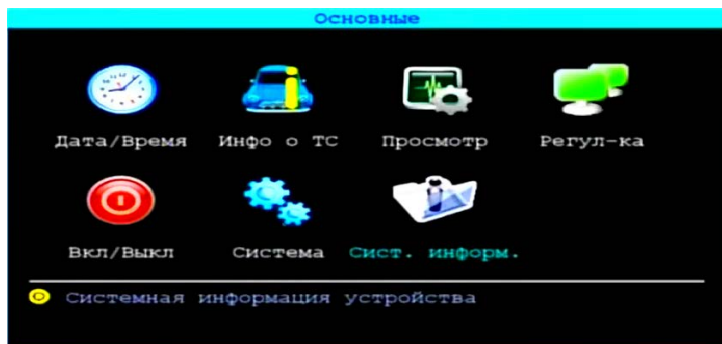 Основные
Дата/Время Инфо о ТС Просмотр Регул-ка
Вкл/Выкл Система Сист. информ.
Системная информация устройства